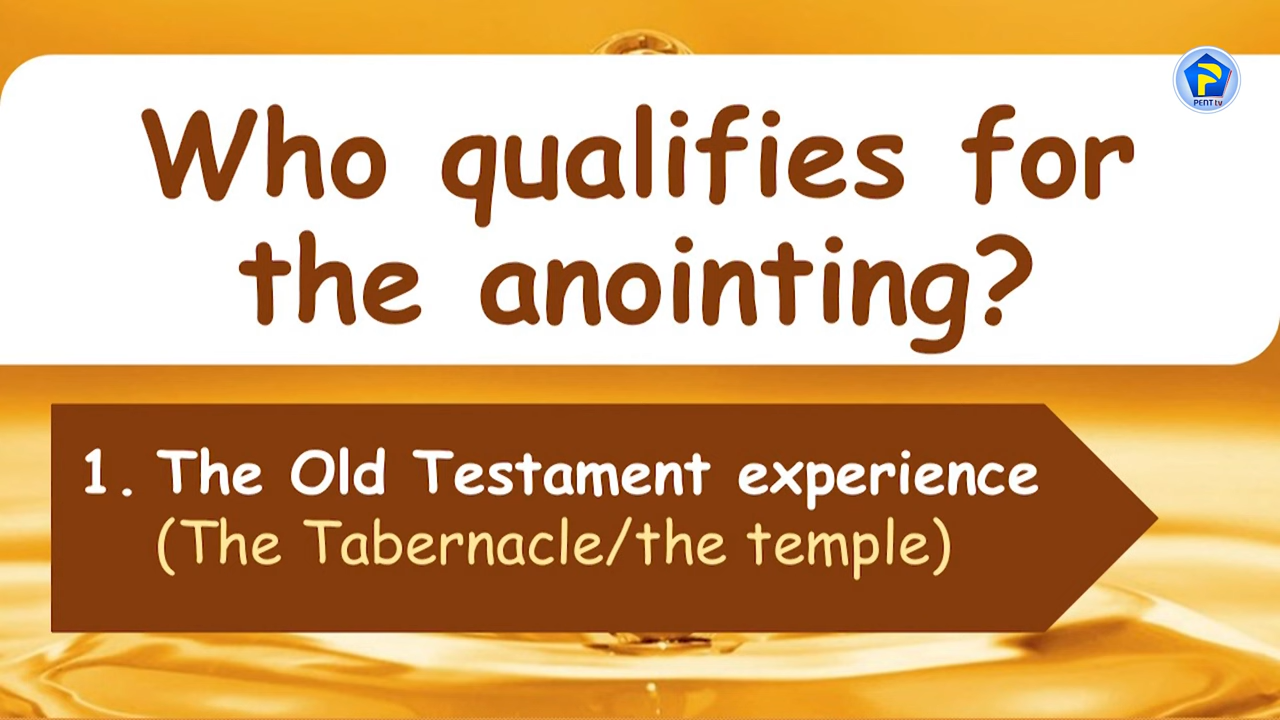 PENT tv
Who qualifies for
the anointing?
1. The Old Testament experience
(The Tabernacle/the temple)